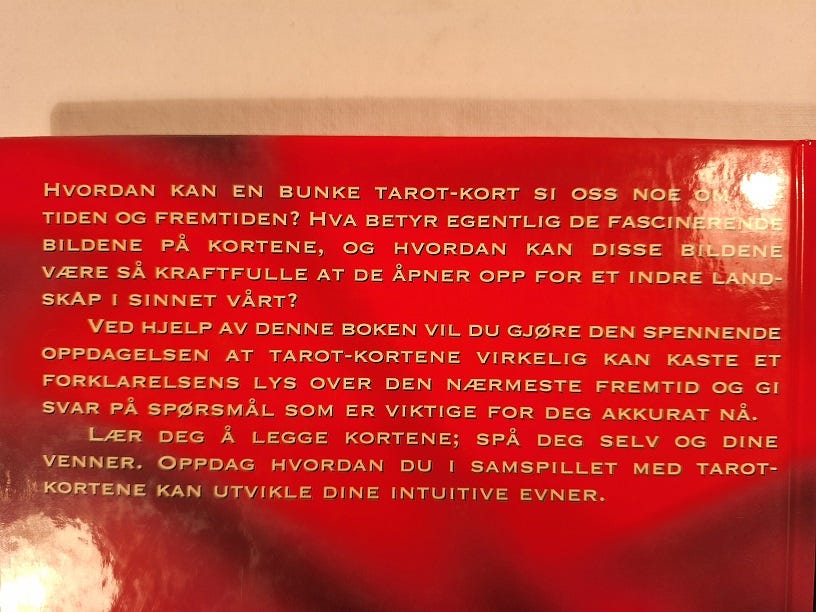 Hvordan kan en bunke tarot-kort si oss noe om
tiden og fremtiden? Hva betyr egentlig de fascinerende
bildene på kortene, og hvordan kan disse bildene
være så kraftfulle at de åpner opp for et indre land-
skap i sinnet vårt?
Ved hjelp av denne boken vil du gjøre den spennende
oppdagelsen at tarot-kortene virkelig kan kaste et
forklarelsens lys over den nærmeste fremtid og gi
svar på spørsmål som er viktige for deg akkurat nå.
Lær deg å legge kortene; spå deg selv og dine
venner. Oppdag hvordan du i samspillet med tarot-
kortene kan utvikle dine intuitive evner.